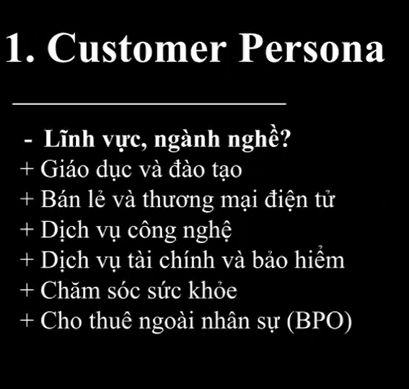 1. Customer Persona
- Lĩnh vực, ngành nghề?
+ Giáo dục và đào tạo
+ Bán lẻ và thương mại điện tử
+ Dịch vụ công nghệ
+ Dịch vụ tài chính và bảo hiểm
+ Chăm sóc sức khỏe
+ Cho thuê ngoài nhân sự (BPO)